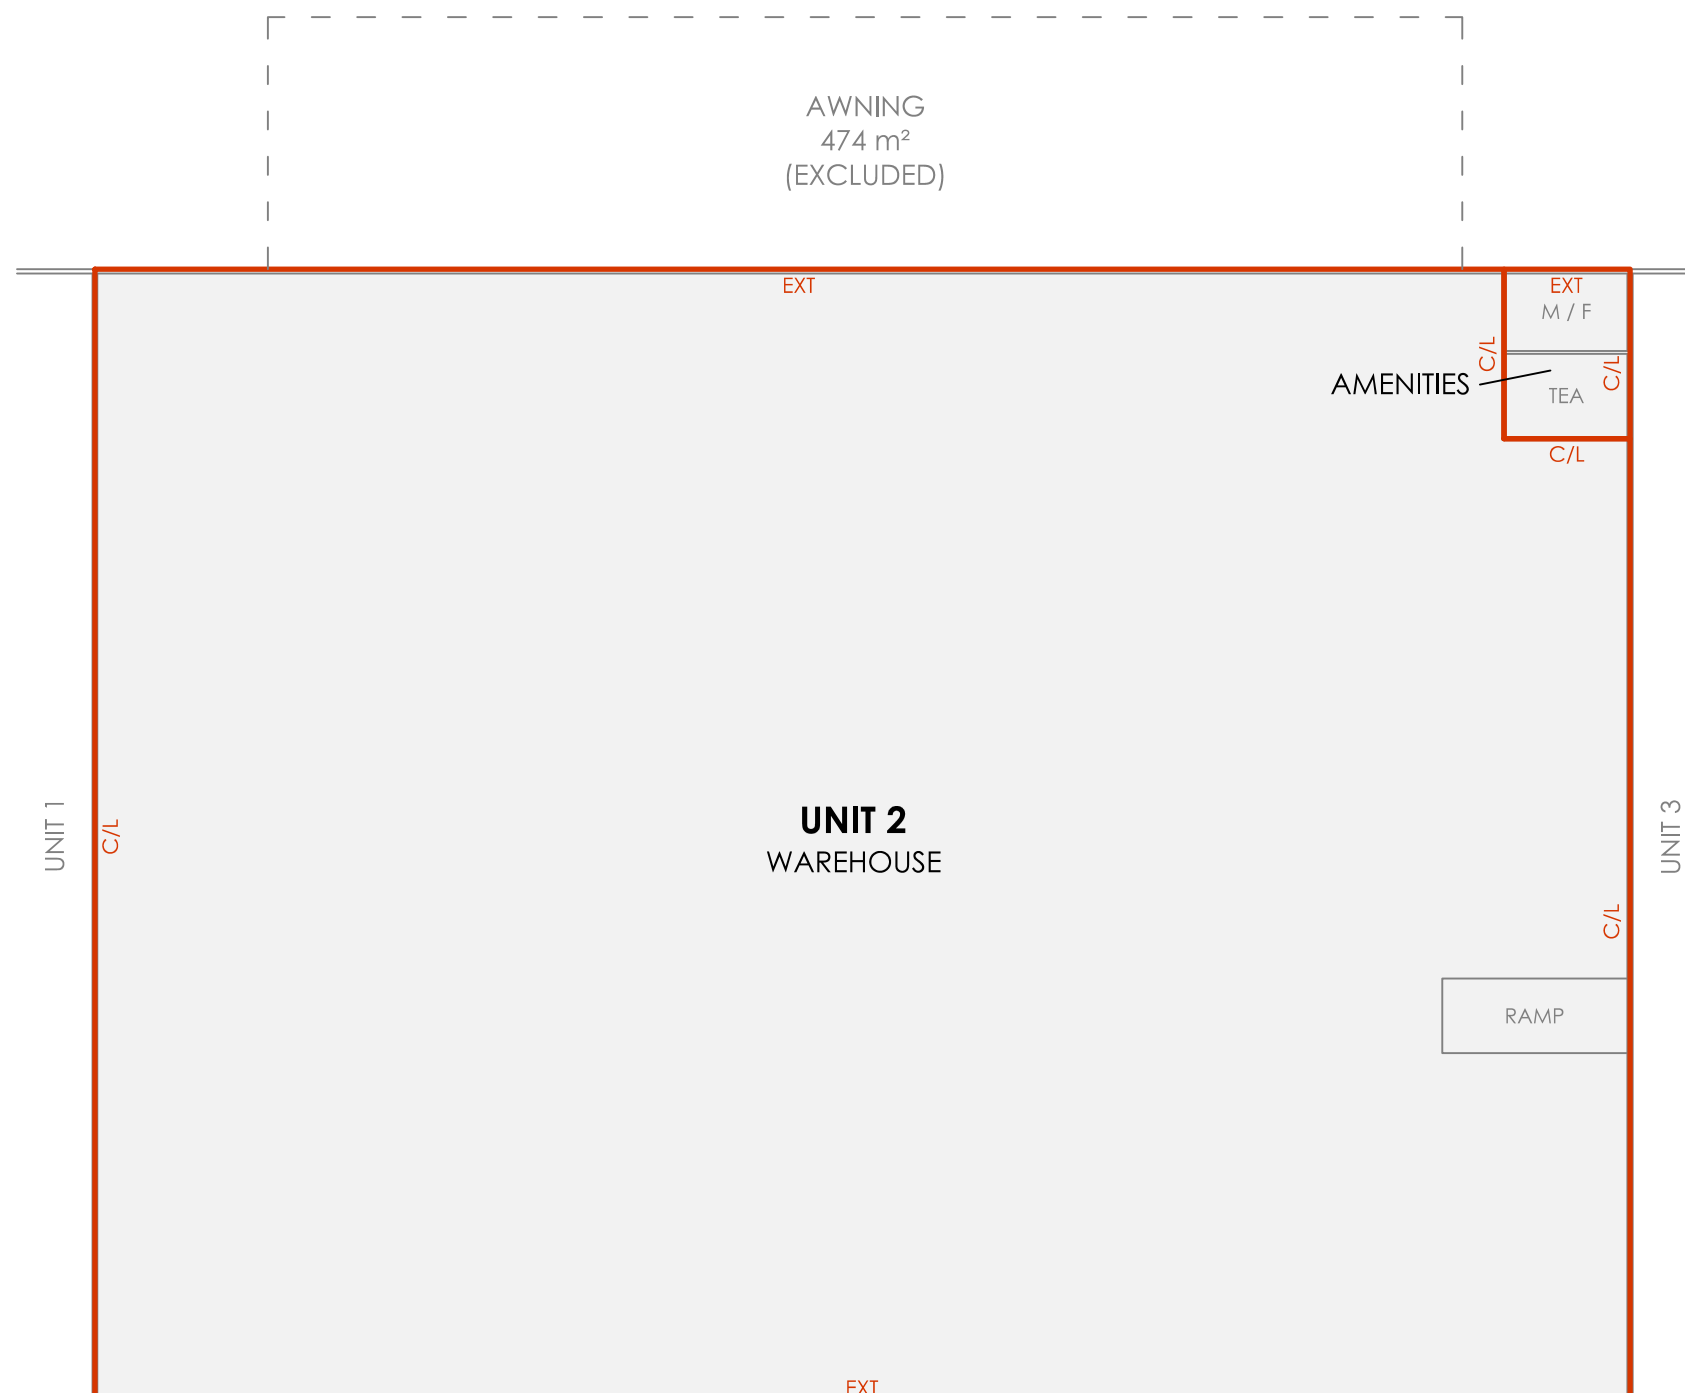 AWNING
474 m²
(EXCLUDED)
EXT
EXT
M / F
C/L
C/L
AMENITIES
TEA
C/L
UNIT 1
C/L
UNIT 2
WAREHOUSE
UNIT 3
C/L
RAMP
EXT